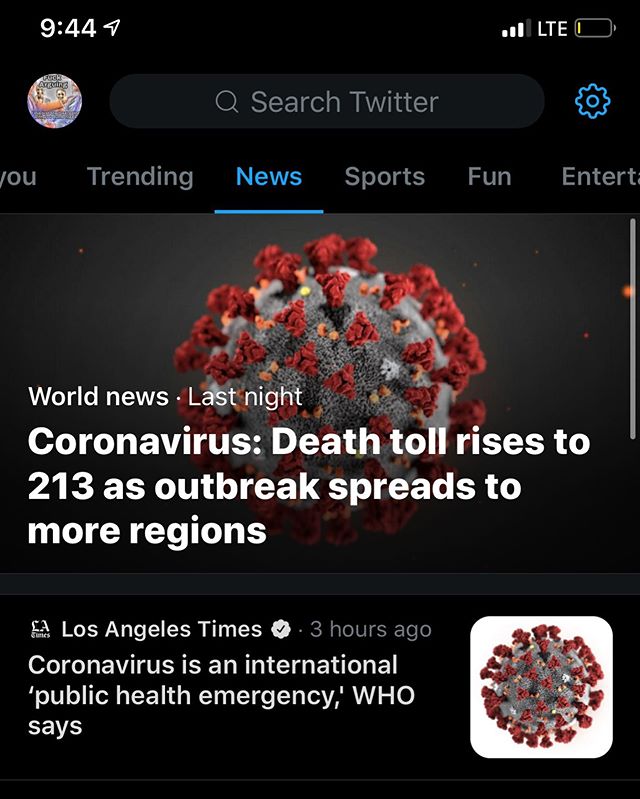 9:44 LTE
Fuck
Arguing
Search Twitter
you Trending News Sports Fun Enterta
World news · Last night
Coronavirus: Death toll rises to
213 as outbreak spreads to
more regions
LA
Times
Los Angeles Times · 3 hours ago
Coronavirus is an international
‘public health emergency,' WHO
says